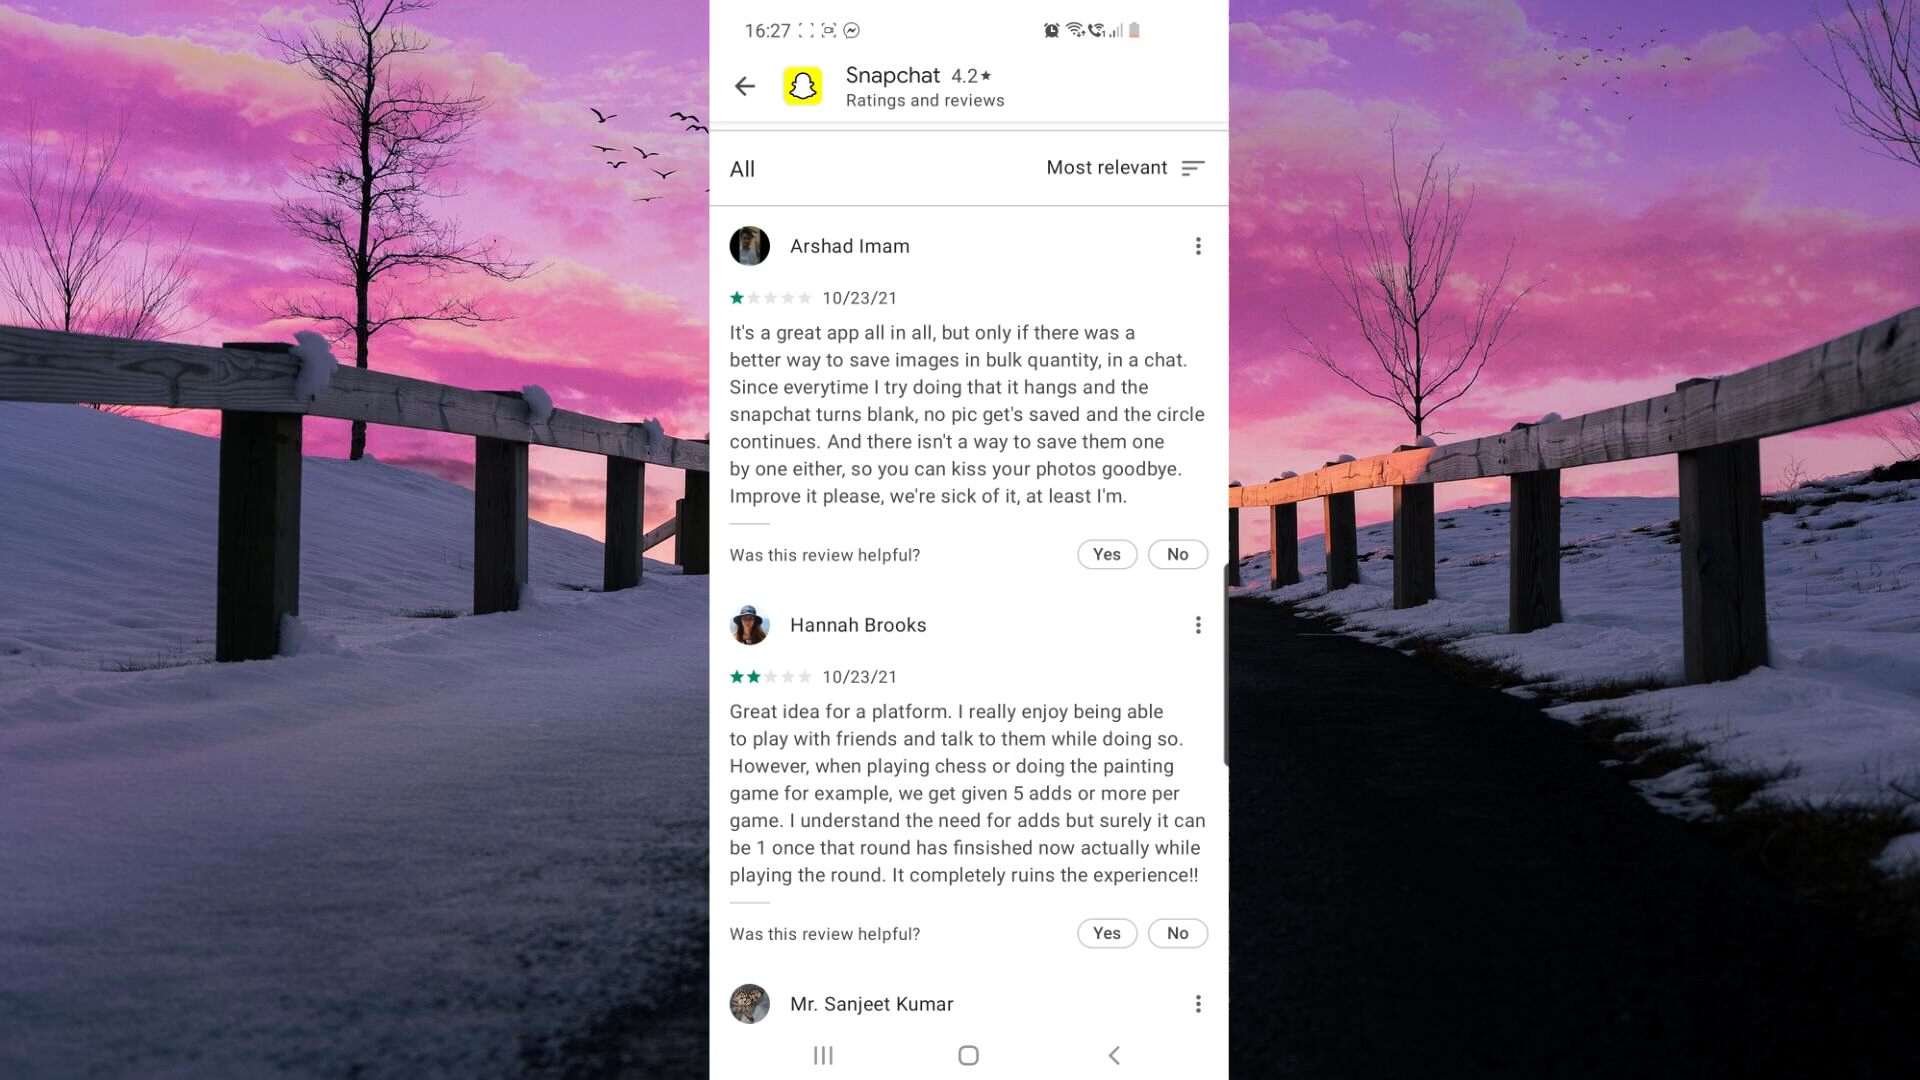 16:27
Snapchat 4.2★
Ratings and reviews
All
Most relevant
Arshad Imam
10/23/21
It's a great app all in all, but only if there was a
better way to save images in bulk quantity, in a chat.
Since everytime I try doing that it hangs and the
snapchat turns blank, no pic get's saved and the circle
continues. And there isn't a way to save them one
by one either, so you can kiss your photos goodbye.
Improve it please, we're sick of it, at least I'm.
Was this review helpful?
Yes
No
Hannah Brooks
10/23/21
Great idea for a platform. I really enjoy being able
to play with friends and talk to them while doing so.
However, when playing chess or doing the painting
game for example, we get given 5 adds or more per
game. I understand the need for adds but surely it can
be 1 once that round has finsished now actually while
playing the round. It completely ruins the experience!!
Was this review helpful?
Yes
No
Mr. Sanjeet Kumar